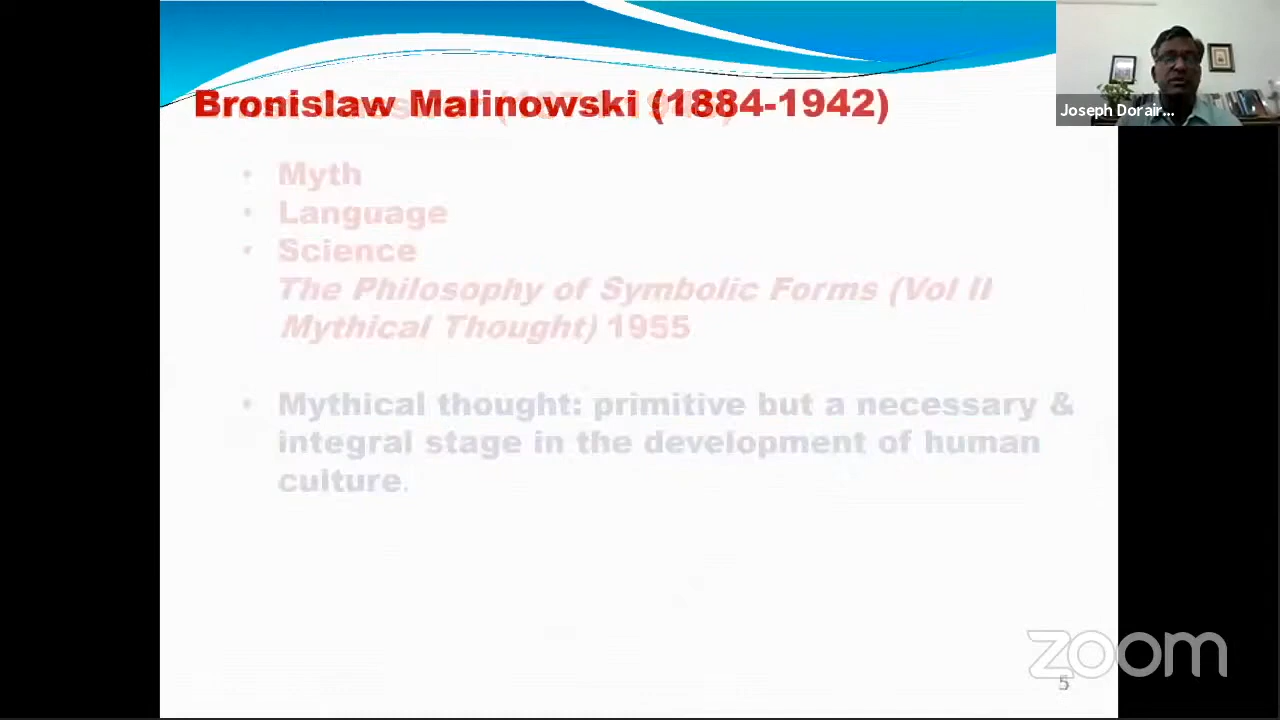 Bronislaw Malinowski (1884-1942)
Joseph Dorair...
• Myth
• Language
• Science
The Philosophy of Symbolic Forms (Vol II
Mythical Thought) 1955
• Mythical thought: primitive but a necessary &
integral stage in the development of human
culture.
zoom
5